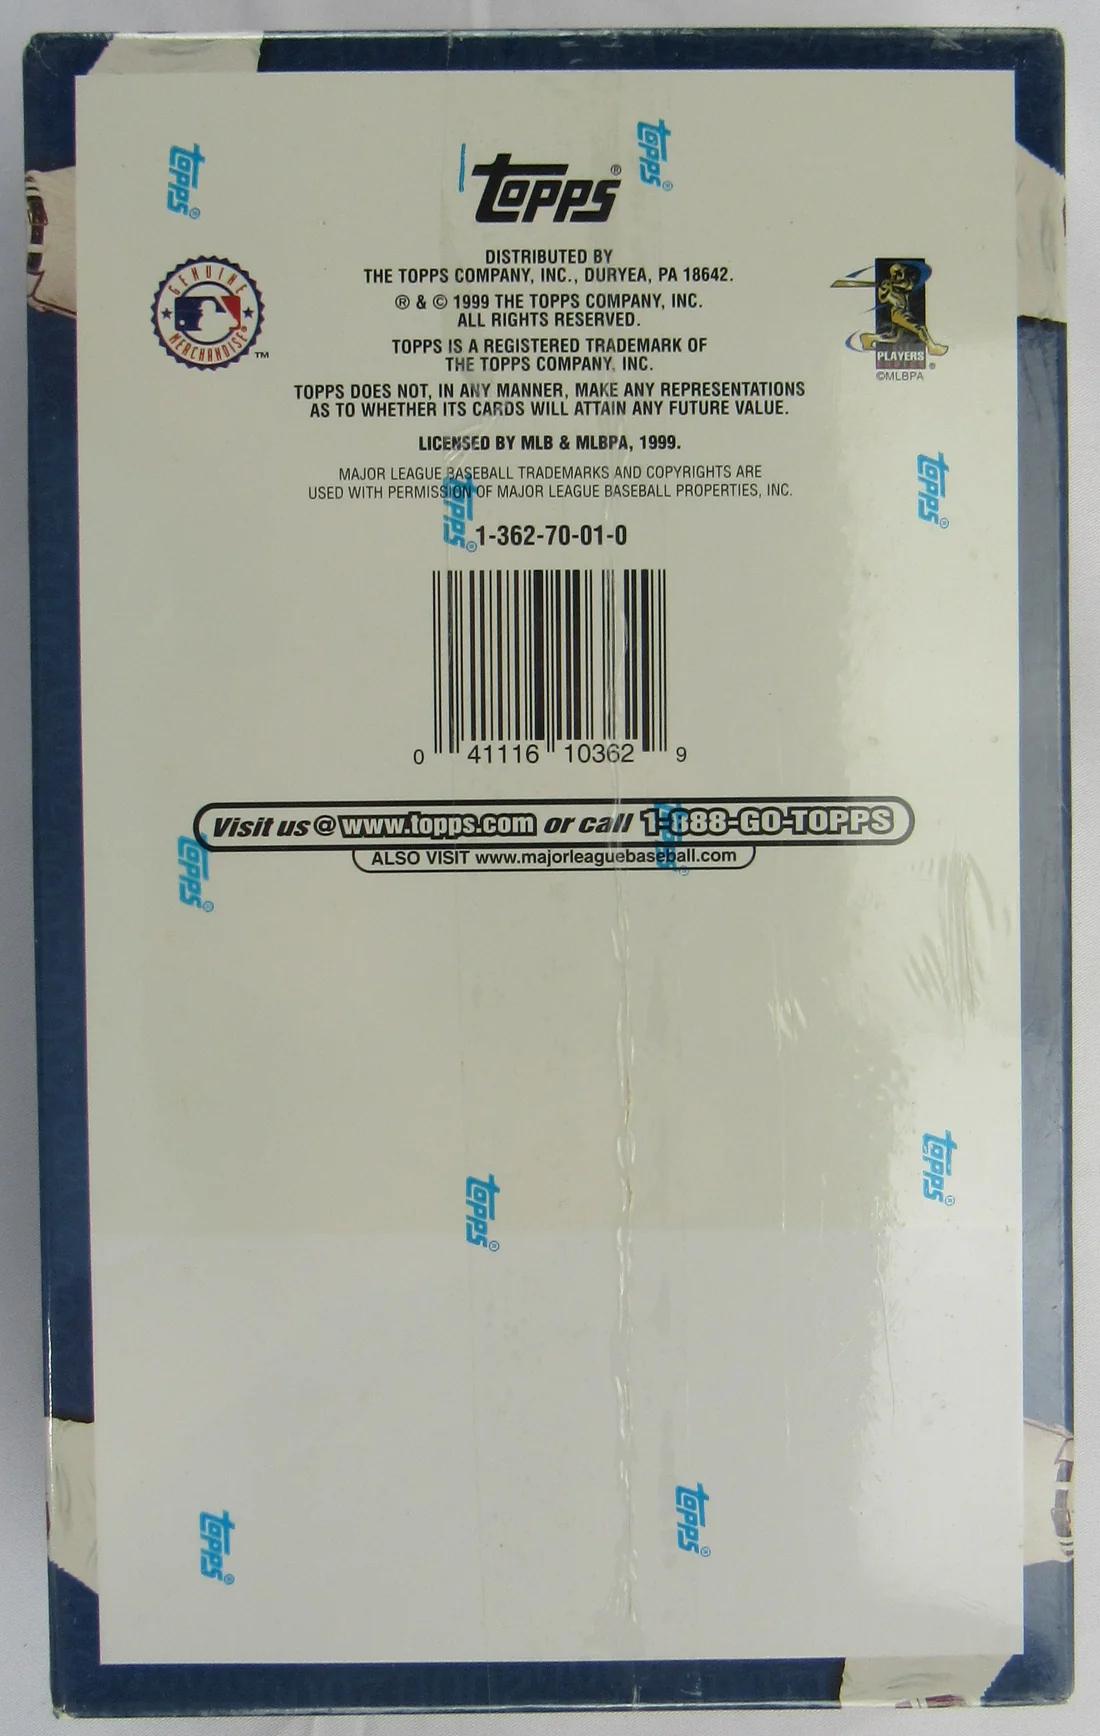 topps®
topps®
topps®
DISTRIBUTED BY
THE TOPPS COMPANY, INC., DURYEA, PA 18642.
® & © 1999 THE TOPPS COMPANY, INC.
ALL RIGHTS RESERVED.
GENUINE
MERCHANDISE®
™
PLAYERS
CHOICE®
©MLBPA
TOPPS IS A REGISTERED TRADEMARK OF
THE TOPPS COMPANY, INC.
TOPPS DOES NOT, IN ANY MANNER, MAKE ANY REPRESENTATIONS
AS TO WHETHER ITS CARDS WILL ATTAIN ANY FUTURE VALUE.
LICENSED BY MLB & MLBPA, 1999.
MAJOR LEAGUE BASEBALL TRADEMARKS AND COPYRIGHTS ARE
USED WITH PERMISSION OF MAJOR LEAGUE BASEBALL PROPERTIES, INC.
topps®
topps®
1-362-70-01-0
0 41116 10362 9
Visit us @ www.topps.com or call 1-888-GO-TOPPS
ALSO VISIT www.majorleaguebaseball.com
topps®
topps®
topps®
topps®
topps®
topps®